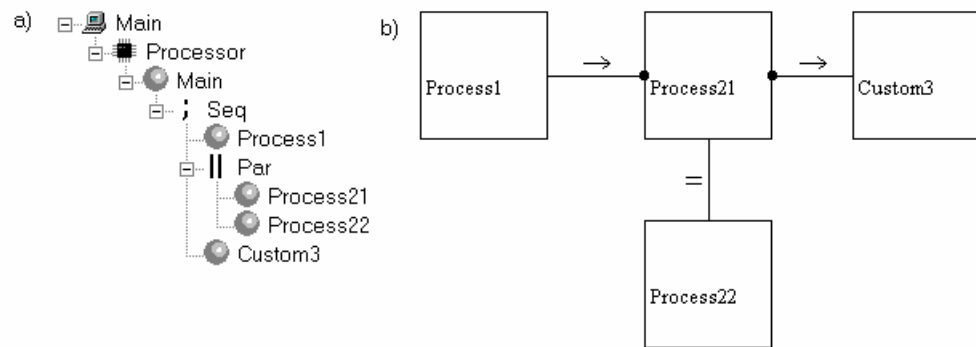 a)
Main
Processor
Main
; Seq
Process1
|| Par
Process21
Process22
Custom3
b)
→ →
Process1 Process21 Custom3
=
Process22